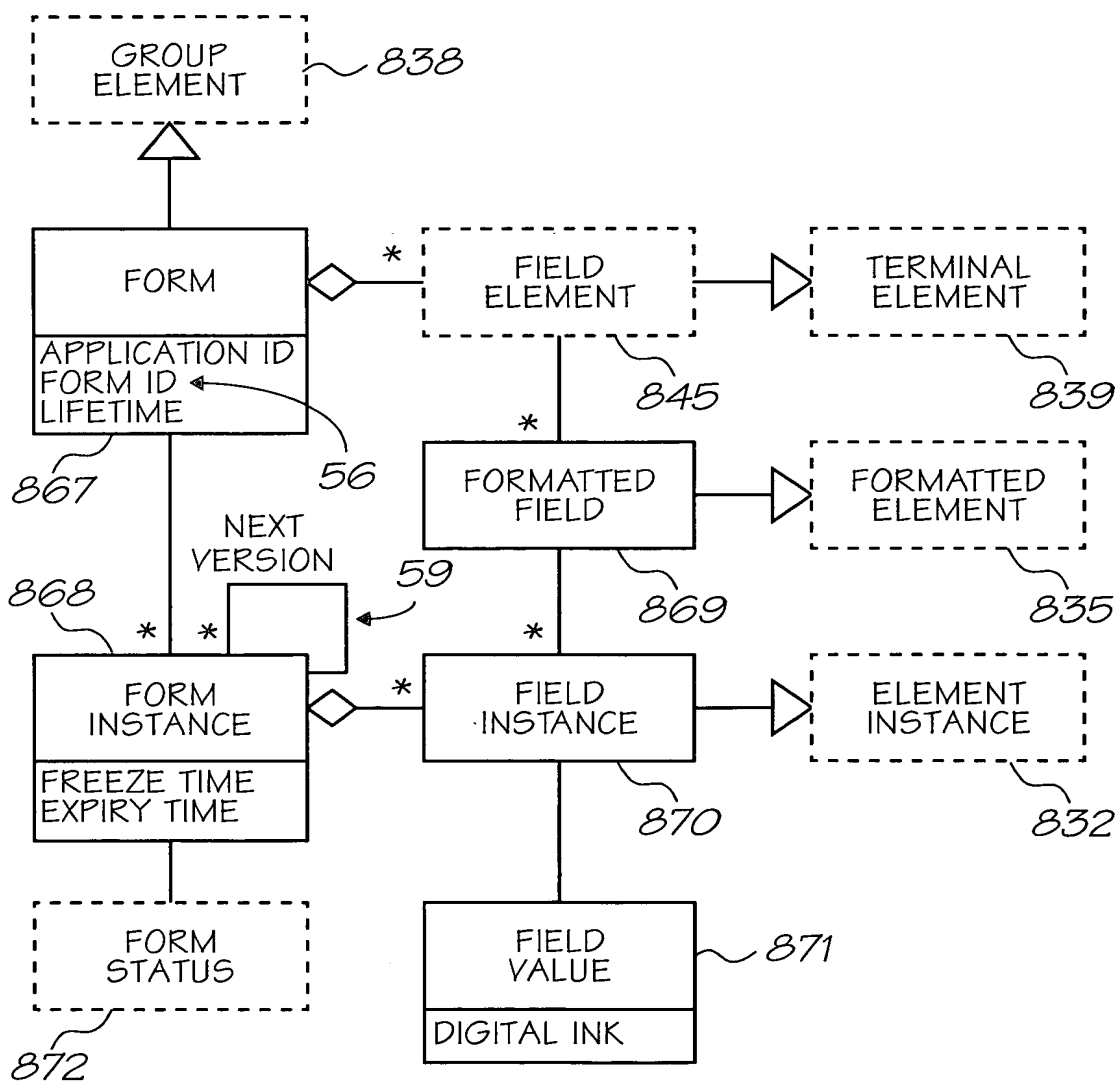 GROUP
ELEMENT
838
FORM
APPLICATION ID
FORM ID
LIFETIME
867
56
*
FIELD
ELEMENT
845
TERMINAL
ELEMENT
839
*
FORMATTED
FIELD
869
FORMATTED
ELEMENT
835
NEXT
VERSION
59
868
*
*
FORM
INSTANCE
FREEZE TIME
EXPIRY TIME
*
*
FIELD
INSTANCE
870
ELEMENT
INSTANCE
832
FORM
STATUS
872
FIELD
VALUE
DIGITAL INK
871